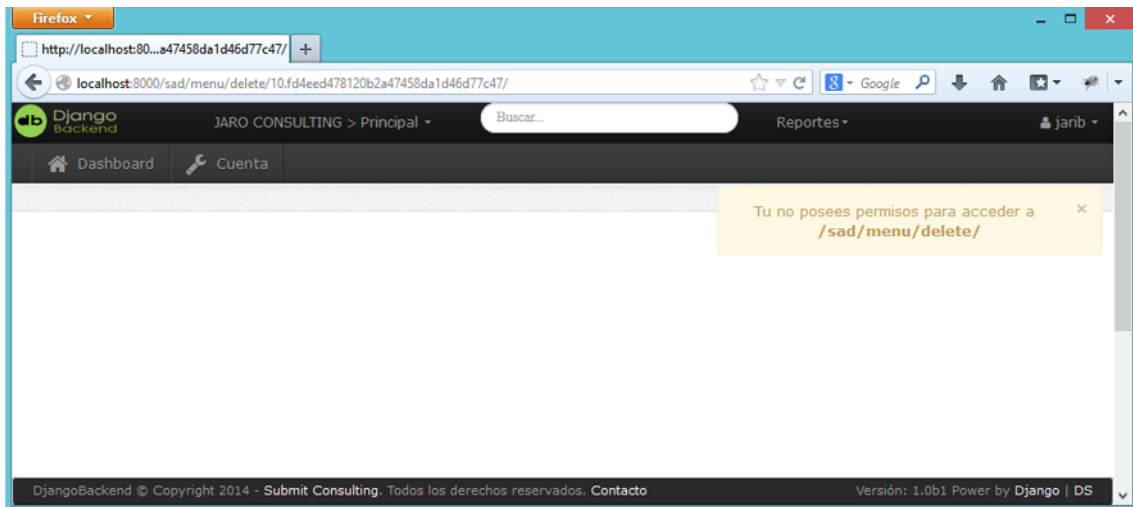 Firefox
http://localhost:80...a47458da1d46d77c47/
localhost:8000/sad/menu/delete/10.fd4eed478120b2a47458da1d46d77c47/
Google
db Django Backend
JARO CONSULTING > Principal
Buscar...
Reportes
jarib
Dashboard
Cuenta
Tu no posees permisos para acceder a
/sad/menu/delete/
DjangoBackend © Copyright 2014 - Submit Consulting. Todos los derechos reservados. Contacto
Versión: 1.0b1 Power by Django | DS